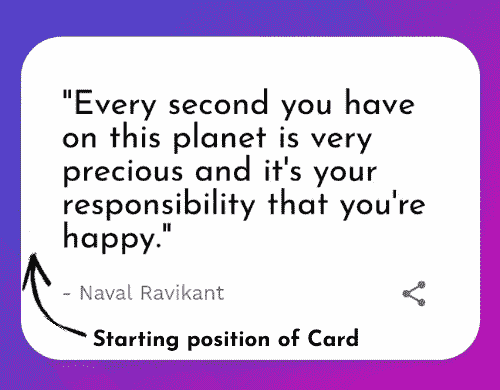 "Every second you have
on this planet is very
precious and it's your
responsibility that you're
happy."
- Naval Ravikant
Starting position of Card